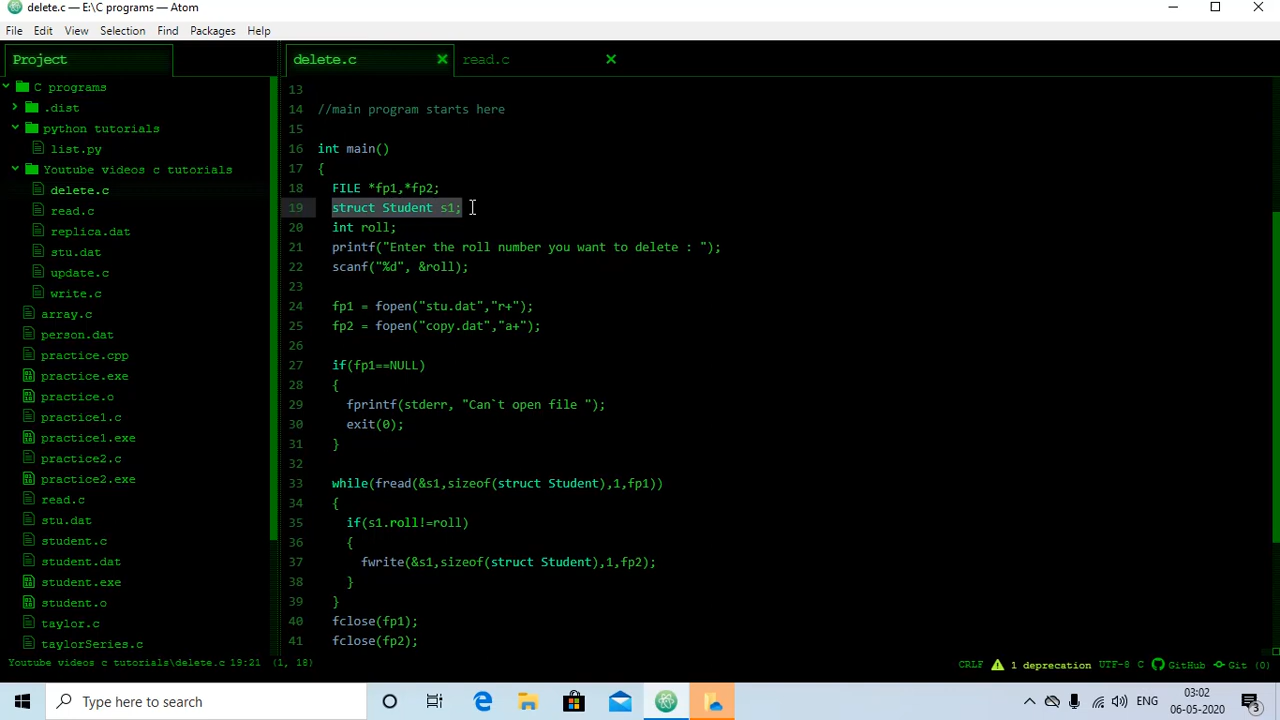 delete.c — E:\C programs — Atom
File Edit View Selection Find Packages Help
Project
C programs
.dist
python tutorials
list.py
Youtube videos c tutorials
delete.c
read.c
replica.dat
stu.dat
update.c
write.c
array.c
person.dat
practice.cpp
practice.exe
practice.o
practice1.c
practice1.exe
practice2.c
practice2.exe
read.c
stu.dat
student.c
student.dat
student.exe
student.o
taylor.c
taylorSeries.c
delete.c read.c
13
14 //main program starts here
15
16 int main()
17 {
18 FILE *fp1,*fp2;
19 struct Student s1;
20 int roll;
21 printf("Enter the roll number you want to delete : ");
22 scanf("%d", &roll);
23
24 fp1 = fopen("stu.dat","r+");
25 fp2 = fopen("copy.dat","a+");
26
27 if(fp1==NULL)
28 {
29 fprintf(stderr, "Can`t open file ");
30 exit(0);
31 }
32
33 while(fread(&s1,sizeof(struct Student),1,fp1))
34 {
35 if(s1.roll!=roll)
36 {
37 fwrite(&s1,sizeof(struct Student),1,fp2);
38 }
39 }
40 fclose(fp1);
41 fclose(fp2);
Youtube videos c tutorials\delete.c 19:21 (1, 18) CRLF 1 deprecation UTF-8 C GitHub Git (0)
Type here to search
ENG
03:02
06-05-2020
3